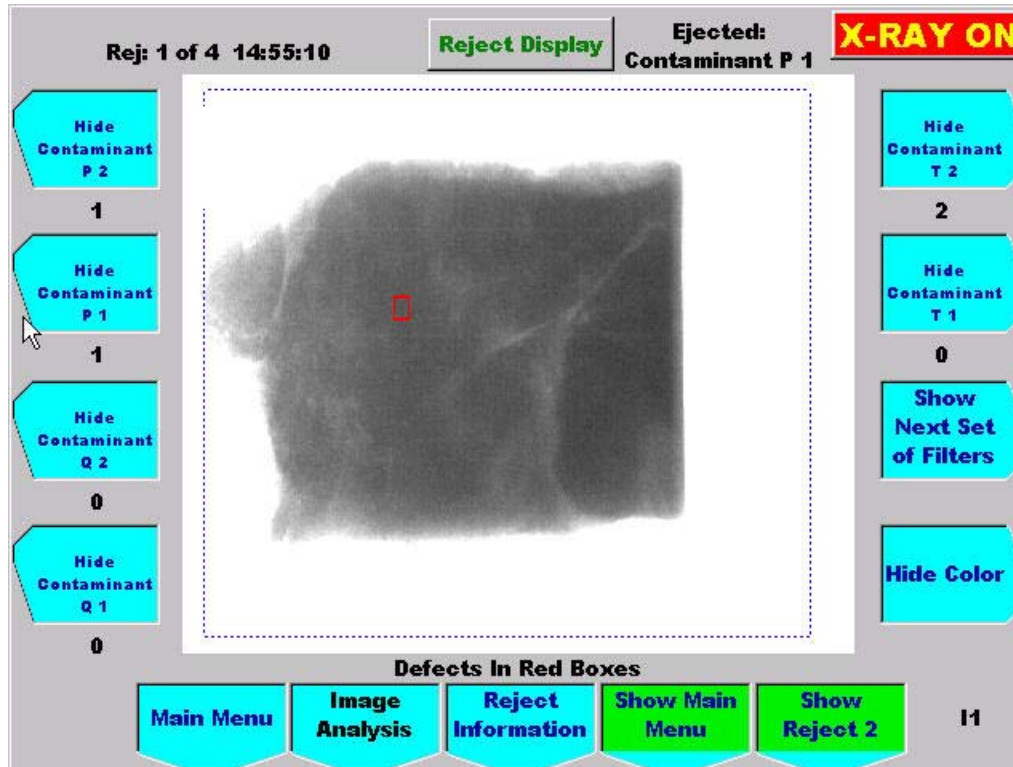 Rej: 1 of 4 14:55:10
Reject Display
Ejected:
Contaminant P 1
X-RAY ON
Hide
Contaminant
P 2
1
Hide
Contaminant
P 1
1
Hide
Contaminant
Q 2
0
Hide
Contaminant
Q 1
0
Hide
Contaminant
T 2
2
Hide
Contaminant
T 1
0
Show
Next Set
of Filters
Hide Color
Defects In Red Boxes
Main Menu
Image
Analysis
Reject
Information
Show Main
Menu
Show
Reject 2
I1